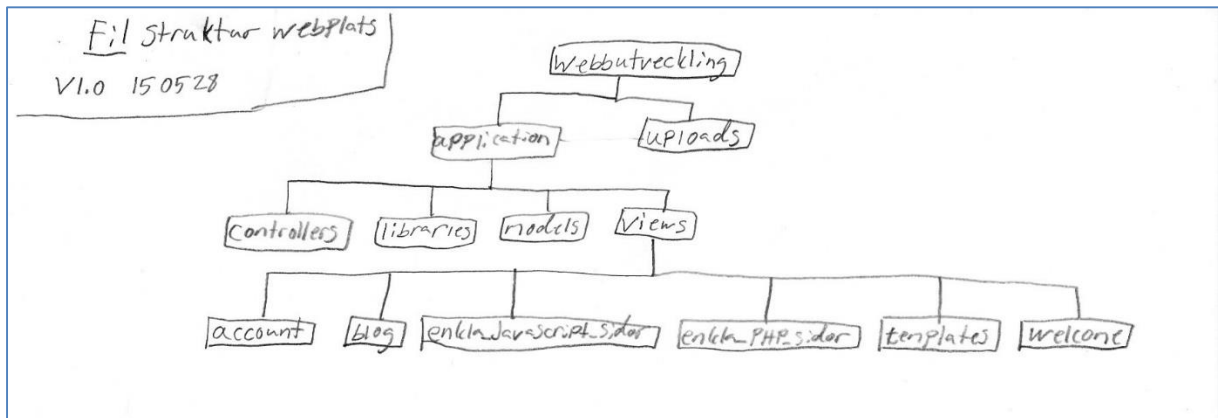 Fil struktur webplats
V1.0 150528
Webbutveckling
application
uploads
controllers
libraries
models
views
account
blog
enkla_JavaScript_sidor
enkla_PHP_sidor
templates
welcome